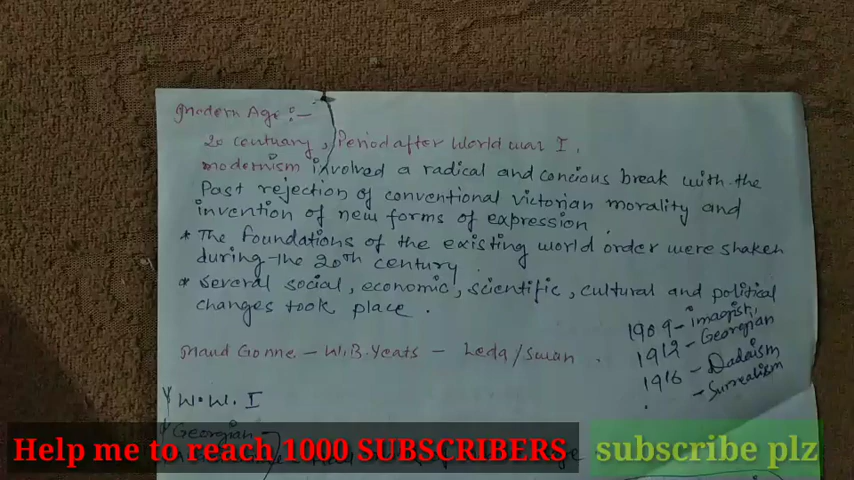 Modern Age :-
20 contuary, Period after World war I.
modernism involved a radical and concious break with the
Past rejection of conventional victorian morality and
invention of new forms of expression.
* The foundations of the existing world order were shaken
during the 20th century.
* Several social, economic, scientific, cultural and political
changes took place.
1909 - imagist,
1912 - Georgian
1916 - Dadaism
- Surrealism
Maud Gonne - W.B. Yeats - Leda/Swan.
* W.W. I
* Georgian
Help me to reach 1000 SUBSCRIBERS
subscribe plz